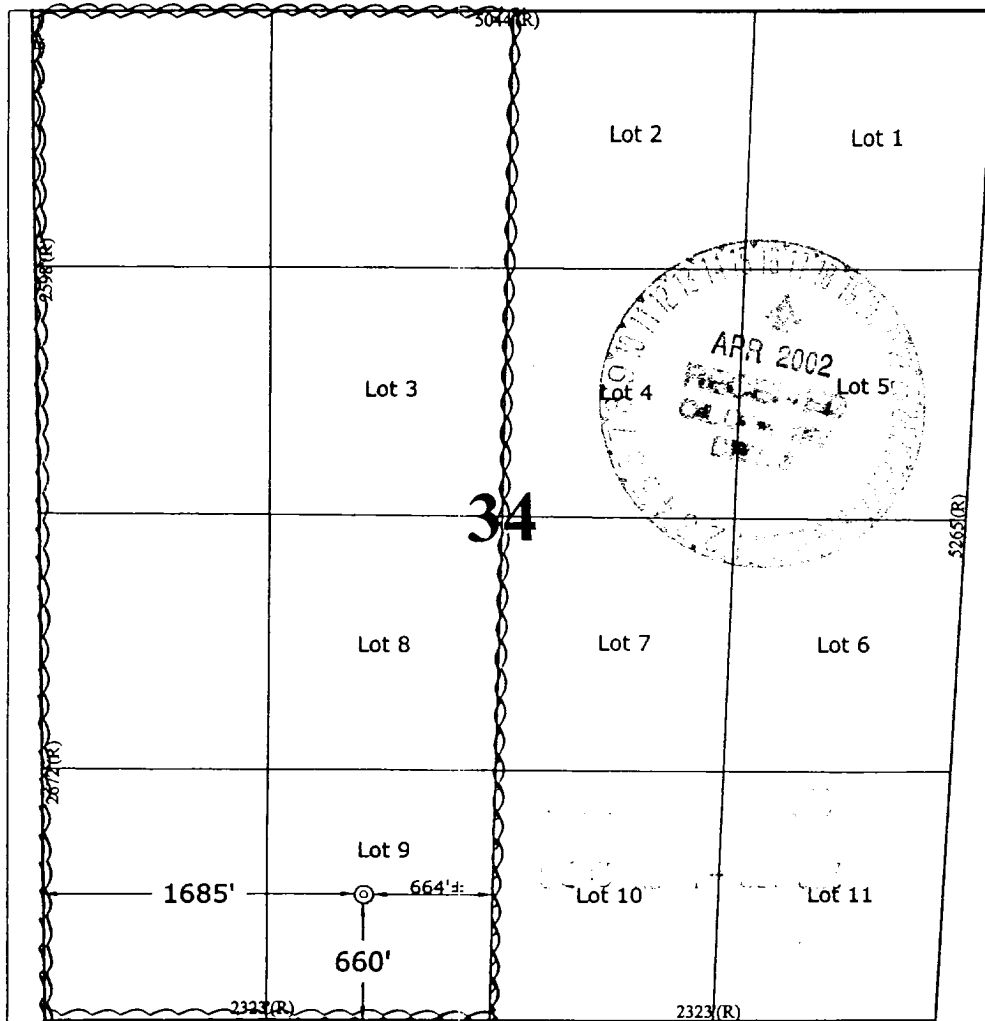 5044 (R)
Lot 2
Lot 1
2598 (R)
APR 2002
Lot 3
Lot 4
Lot 5
34
5265 (R)
Lot 8
Lot 7
Lot 6
2672 (R)
Lot 9
1685'
664'±
Lot 10
Lot 11
660'
2323 (R)
2323 (R)